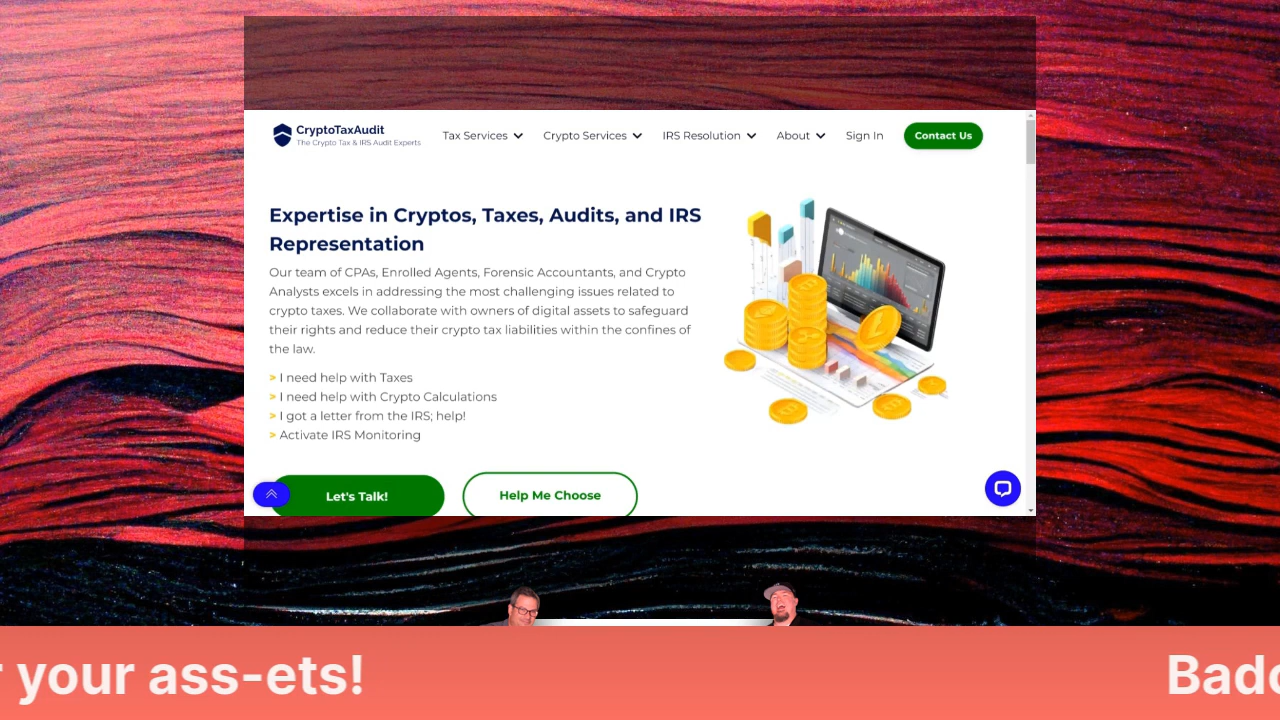 CryptoTaxAudit
The Crypto Tax & IRS Audit Experts
Tax Services
Crypto Services
IRS Resolution
About
Sign In
Contact Us
Expertise in Cryptos, Taxes, Audits, and IRS
Representation
Our team of CPAs, Enrolled Agents, Forensic Accountants, and Crypto
Analysts excels in addressing the most challenging issues related to
crypto taxes. We collaborate with owners of digital assets to safeguard
their rights and reduce their crypto tax liabilities within the confines of
the law.
> I need help with Taxes
> I need help with Crypto Calculations
> I got a letter from the IRS; help!
> Activate IRS Monitoring
Let's Talk!
Help Me Choose
your ass-ets!